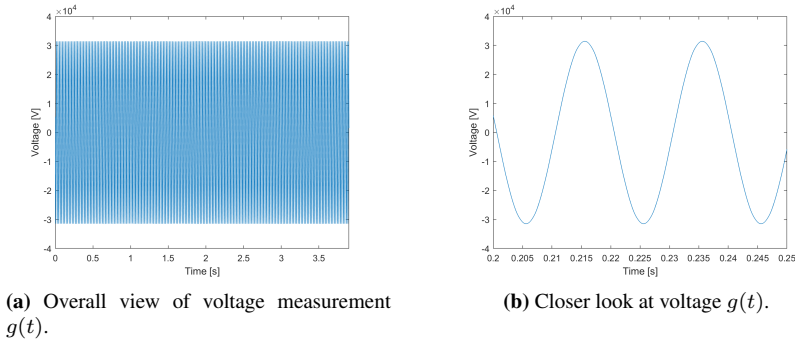 ×10⁴
4
3
2
1
0
-1
-2
-3
-4
Voltage [V]
0 0.5 1 1.5 2 2.5 3 3.5
Time [s]
(a) Overall view of voltage measurement
g(t).
×10⁴
4
3
2
1
0
-1
-2
-3
-4
Voltage [V]
0.2 0.205 0.21 0.215 0.22 0.225 0.23 0.235 0.24 0.245 0.25
Time [s]
(b) Closer look at voltage g(t).